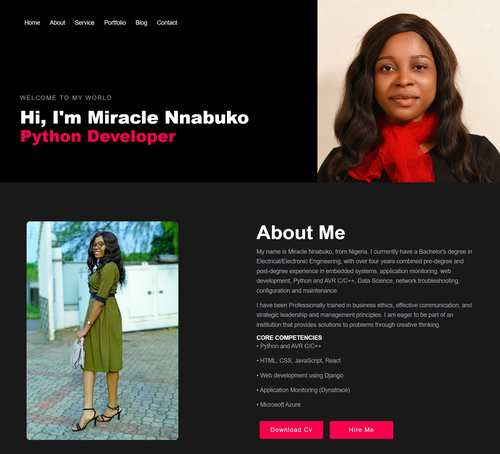 Home About Service Portfolio Blog Contact
WELCOME TO MY WORLD
Hi, I'm Miracle Nnabuko
Python Developer
About Me
My name is Miracle Nnabuko, from Nigeria. I currrently have a Bachelor's degree in
Electrical/Electronic Engineering, with over four years combined pre-degree and
post-degree experience in embedded systems, application monitoring, web
development, Python and AVR C/C++, Data Science, network troubleshooting,
configuration and maintenance.
I have been Professionally trained in business ethics, effective communication, and
strategic leadership and management principles. I am eager to be part of an
institution that provides solutions to problems through creative thinking.
CORE COMPETENCIES
• Python and AVR C/C++
• HTML, CSS, JavaScript, React
• Web development using Django
• Application Monitoring (Dynatrace)
• Microsoft Azure
Download Cv Hire Me